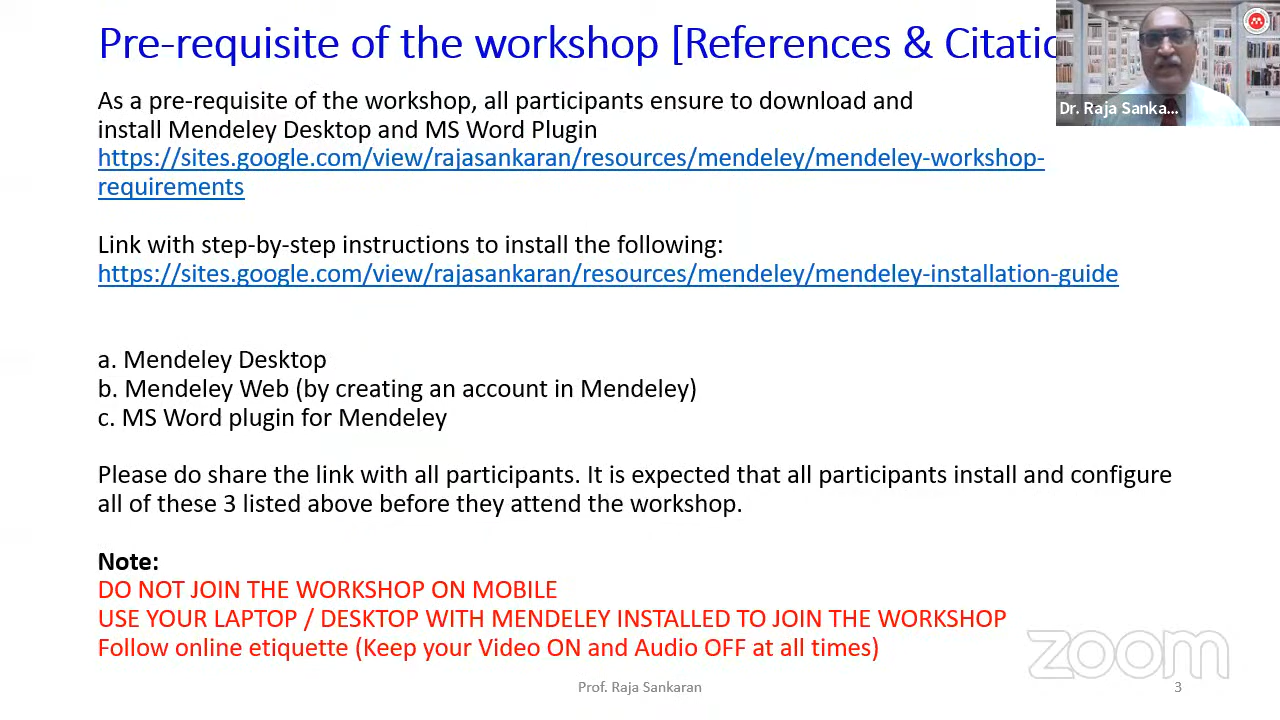 Pre-requisite of the workshop [References & Citatio
Dr. Raja Sanka...
As a pre-requisite of the workshop, all participants ensure to download and
install Mendeley Desktop and MS Word Plugin
https://sites.google.com/view/rajasankaran/resources/mendeley/mendeley-workshop-
requirements
Link with step-by-step instructions to install the following:
https://sites.google.com/view/rajasankaran/resources/mendeley/mendeley-installation-guide
a. Mendeley Desktop
b. Mendeley Web (by creating an account in Mendeley)
c. MS Word plugin for Mendeley
Please do share the link with all participants. It is expected that all participants install and configure
all of these 3 listed above before they attend the workshop.
Note:
DO NOT JOIN THE WORKSHOP ON MOBILE
USE YOUR LAPTOP / DESKTOP WITH MENDELEY INSTALLED TO JOIN THE WORKSHOP
Follow online etiquette (Keep your Video ON and Audio OFF at all times)
zoom
Prof. Raja Sankaran
3